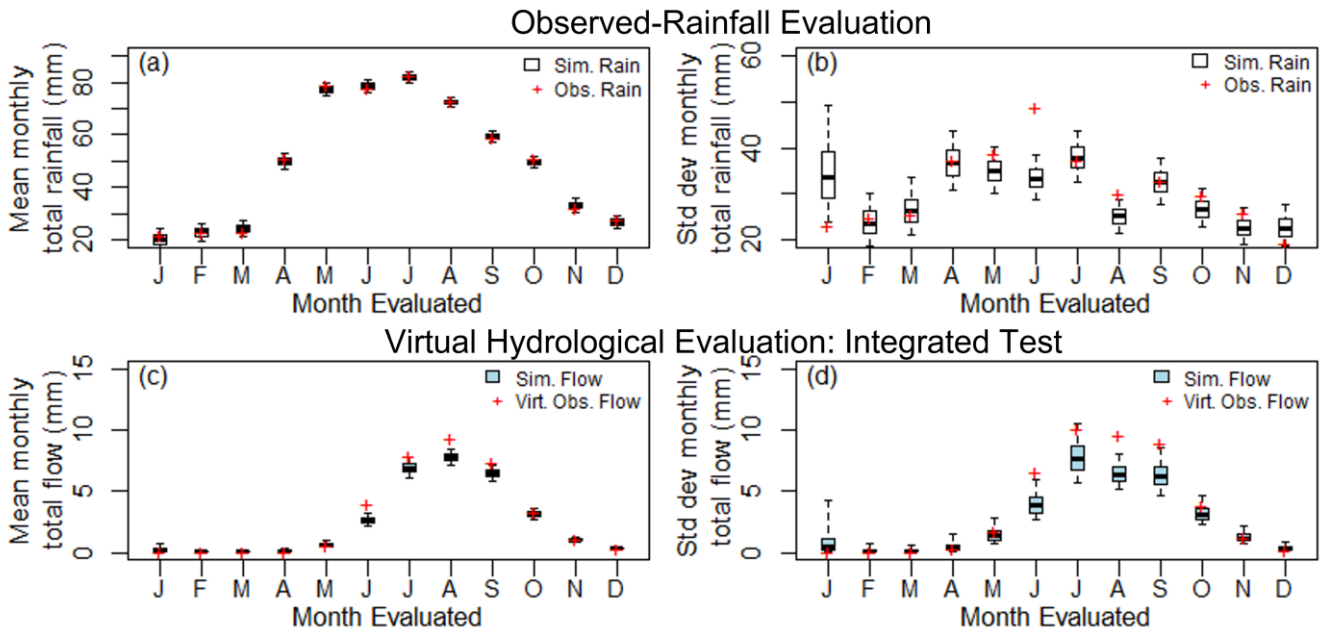 Observed-Rainfall Evaluation
Mean monthly
total rainfall (mm)
20 40 60 80
(a)
Sim. Rain
Obs. Rain
J F M A M J J A S O N D
Month Evaluated
Std dev monthly
total rainfall (mm)
20 40 60
(b)
Sim. Rain
Obs. Rain
J F M A M J J A S O N D
Month Evaluated
Virtual Hydrological Evaluation: Integrated Test
Mean monthly
total flow (mm)
0 5 10 15
(c)
Sim. Flow
Virt. Obs. Flow
J F M A M J J A S O N D
Month Evaluated
Std dev monthly
total flow (mm)
0 5 10 15
(d)
Sim. Flow
Virt. Obs. Flow
J F M A M J J A S O N D
Month Evaluated